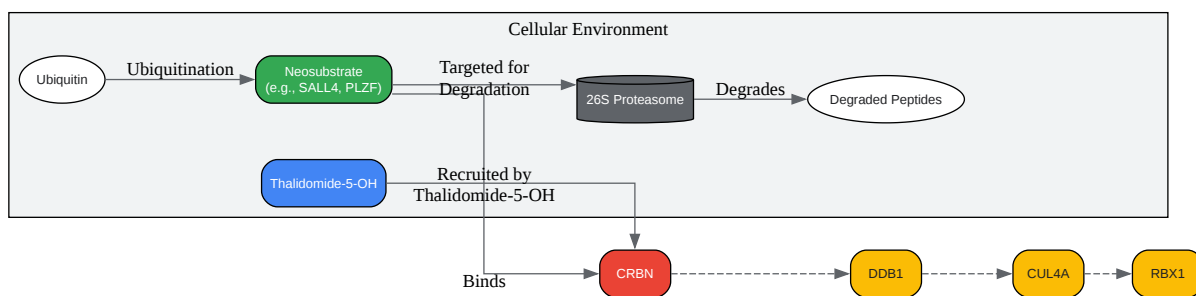 Cellular Environment
Ubiquitin
Ubiquitination
Neosubstrate
(e.g., SALL4, PLZF)
Targeted for
Degradation
26S Proteasome
Degrades
Degraded Peptides
Thalidomide-5-OH
Recruited by
Thalidomide-5-OH
Binds
CRBN
DDB1
CUL4A
RBX1